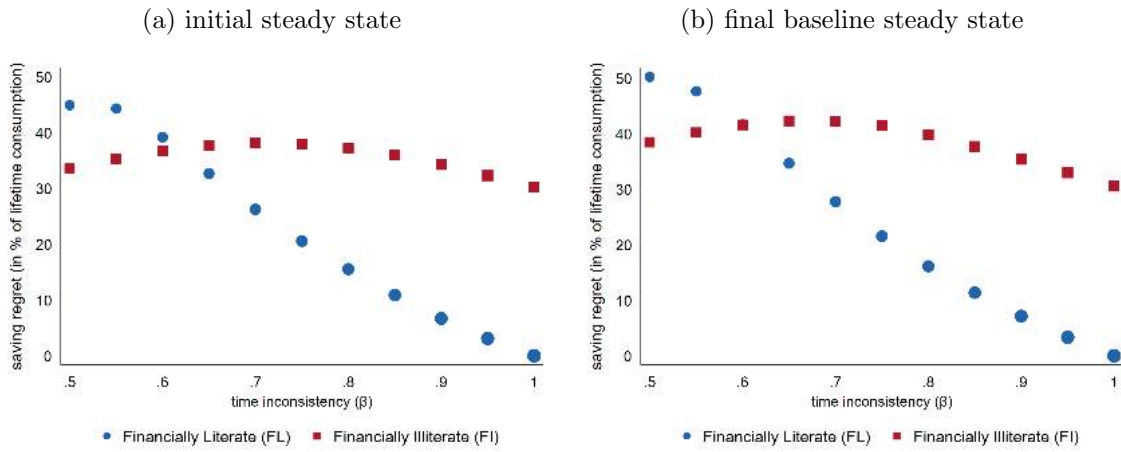 (a) initial steady state
saving regret (in % of lifetime consumption)
50
40
30
20
10
0
.5 .6 .7 .8 .9 1
time inconsistency (β)
Financially Literate (FL) Financially Illiterate (FI)
(b) final baseline steady state
saving regret (in % of lifetime consumption)
50
40
30
20
10
0
.5 .6 .7 .8 .9 1
time inconsistency (β)
Financially Literate (FL) Financially Illiterate (FI)